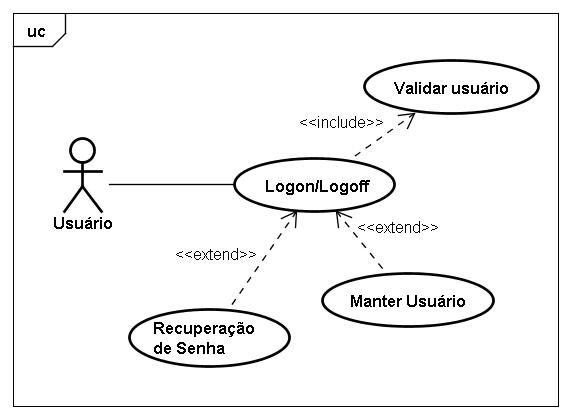 uc
Validar usuário
<<include>>
Logon/Logoff
Usuário
<<extend>>
<<extend>>
Manter Usuário
Recuperação
de Senha